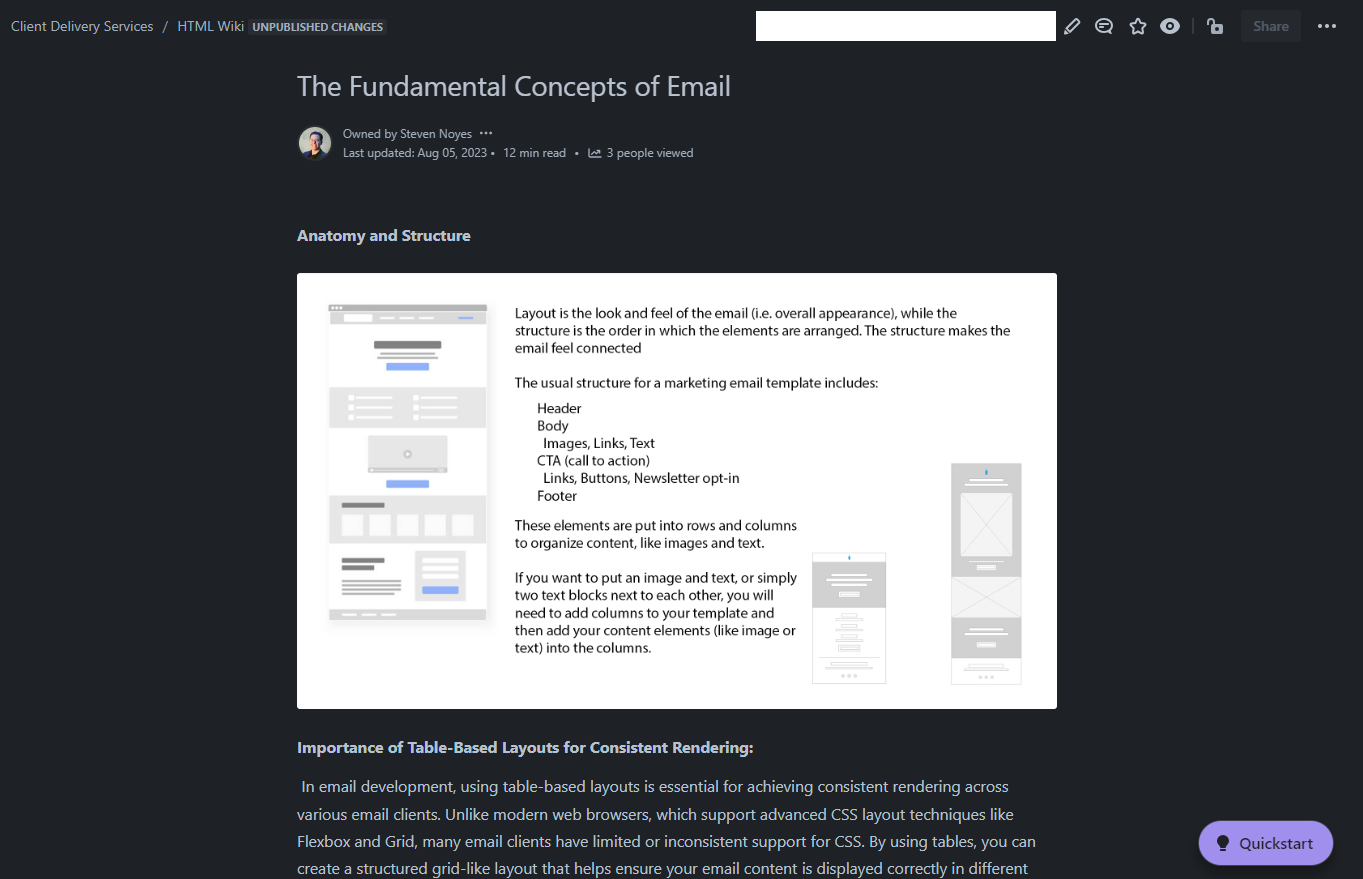 Client Delivery Services / HTML Wiki UNPUBLISHED CHANGES
Share
The Fundamental Concepts of Email
Owned by Steven Noyes
Last updated: Aug 05, 2023 • 12 min read • 3 people viewed
Anatomy and Structure
Layout is the look and feel of the email (i.e. overall appearance), while the
structure is the order in which the elements are arranged. The structure makes the
email feel connected
The usual structure for a marketing email template includes:
Header
Body
Images, Links, Text
CTA (call to action)
Links, Buttons, Newsletter opt-in
Footer
These elements are put into rows and columns
to organize content, like images and text.
If you want to put an image and text, or simply
two text blocks next to each other, you will
need to add columns to your template and
then add your content elements (like image or
text) into the columns.
Importance of Table-Based Layouts for Consistent Rendering:
In email development, using table-based layouts is essential for achieving consistent rendering across
various email clients. Unlike modern web browsers, which support advanced CSS layout techniques like
Flexbox and Grid, many email clients have limited or inconsistent support for CSS. By using tables, you can
create a structured grid-like layout that helps ensure your email content is displayed correctly in different
Quickstart